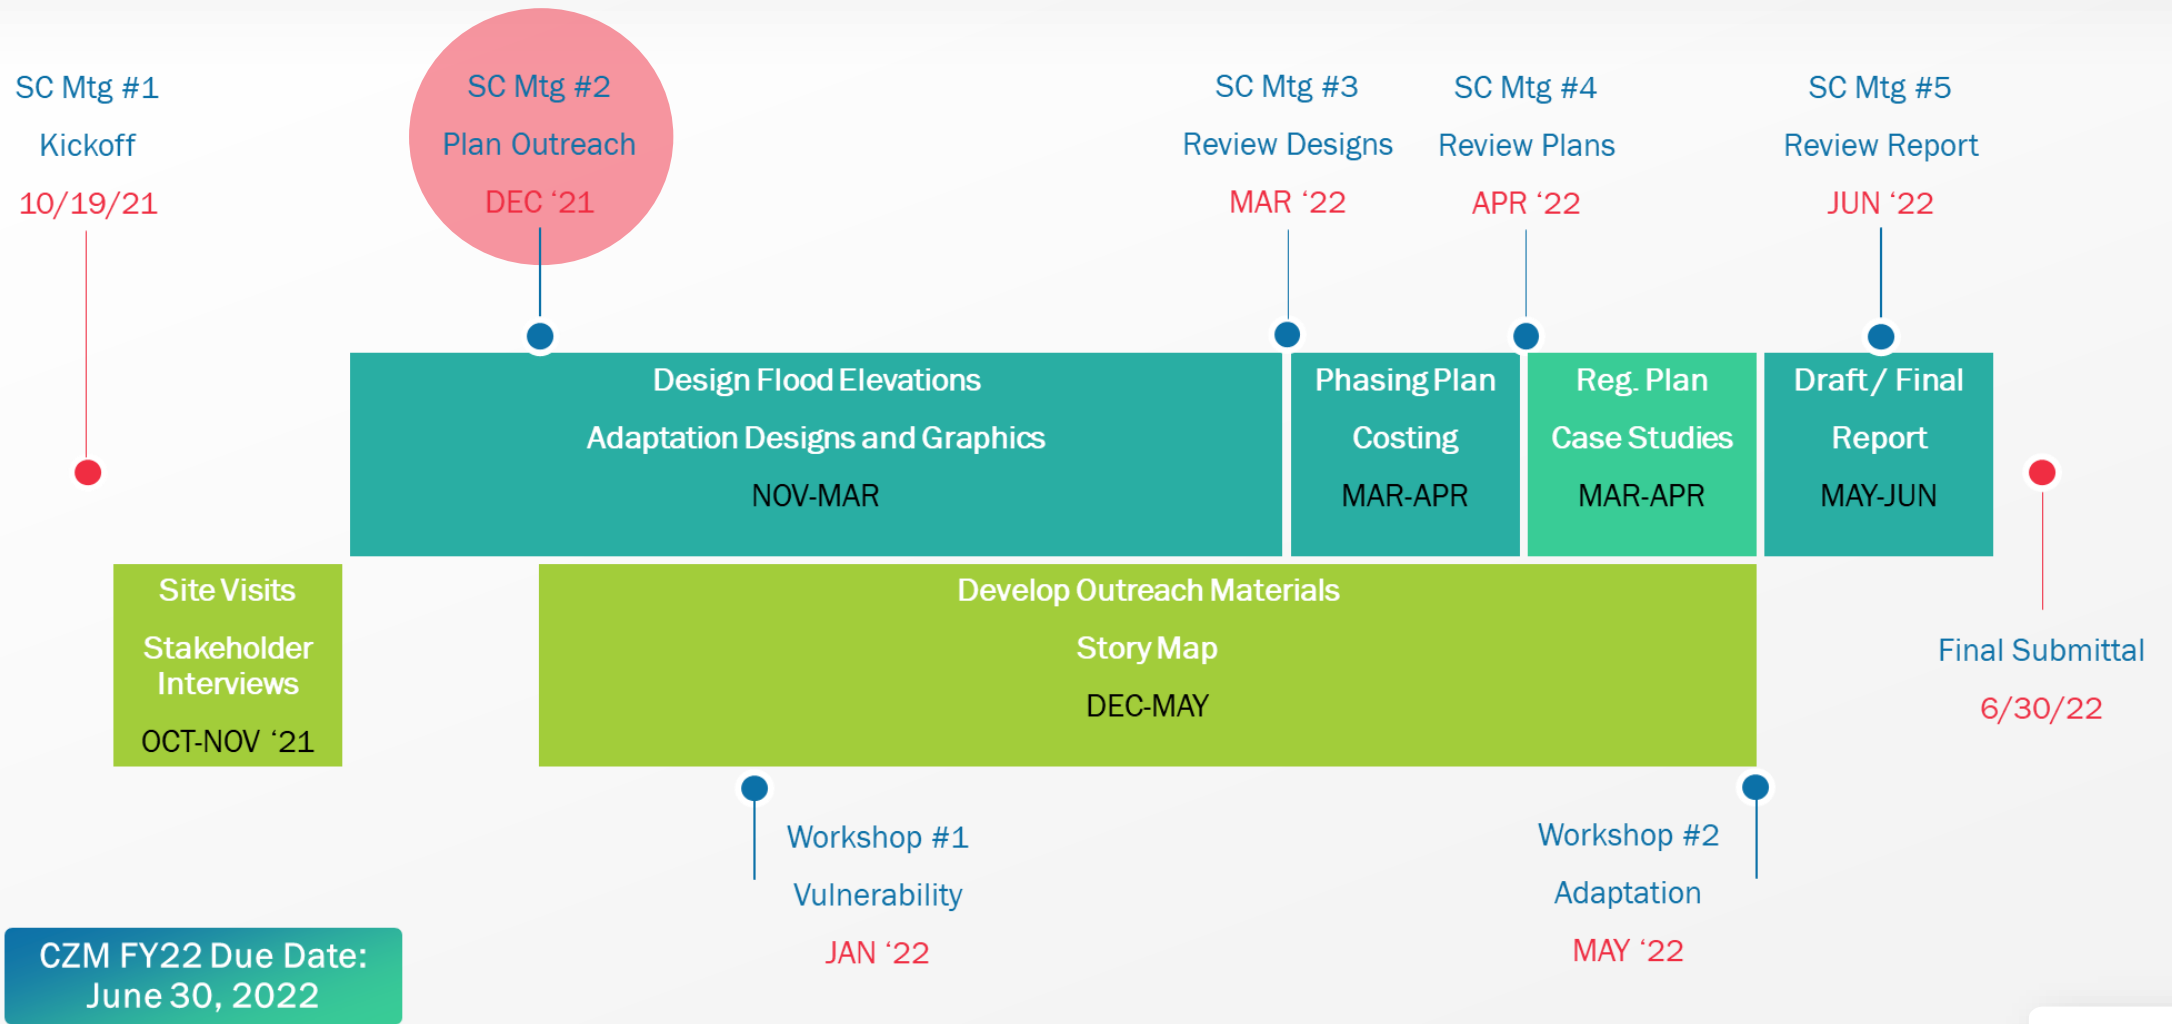 SC Mtg #1
Kickoff
10/19/21
SC Mtg #2
Plan Outreach
DEC ‘21
SC Mtg #3
Review Designs
MAR ‘22
SC Mtg #4
Review Plans
APR ‘22
SC Mtg #5
Review Report
JUN ‘22
Design Flood Elevations
Adaptation Designs and Graphics
NOV-MAR
Phasing Plan
Costing
MAR-APR
Reg. Plan
Case Studies
MAR-APR
Draft / Final
Report
MAY-JUN
Site Visits
Stakeholder
Interviews
OCT-NOV ‘21
Develop Outreach Materials
Story Map
DEC-MAY
Final Submittal
6/30/22
Workshop #1
Vulnerability
JAN ‘22
Workshop #2
Adaptation
MAY ‘22
CZM FY22 Due Date:
June 30, 2022